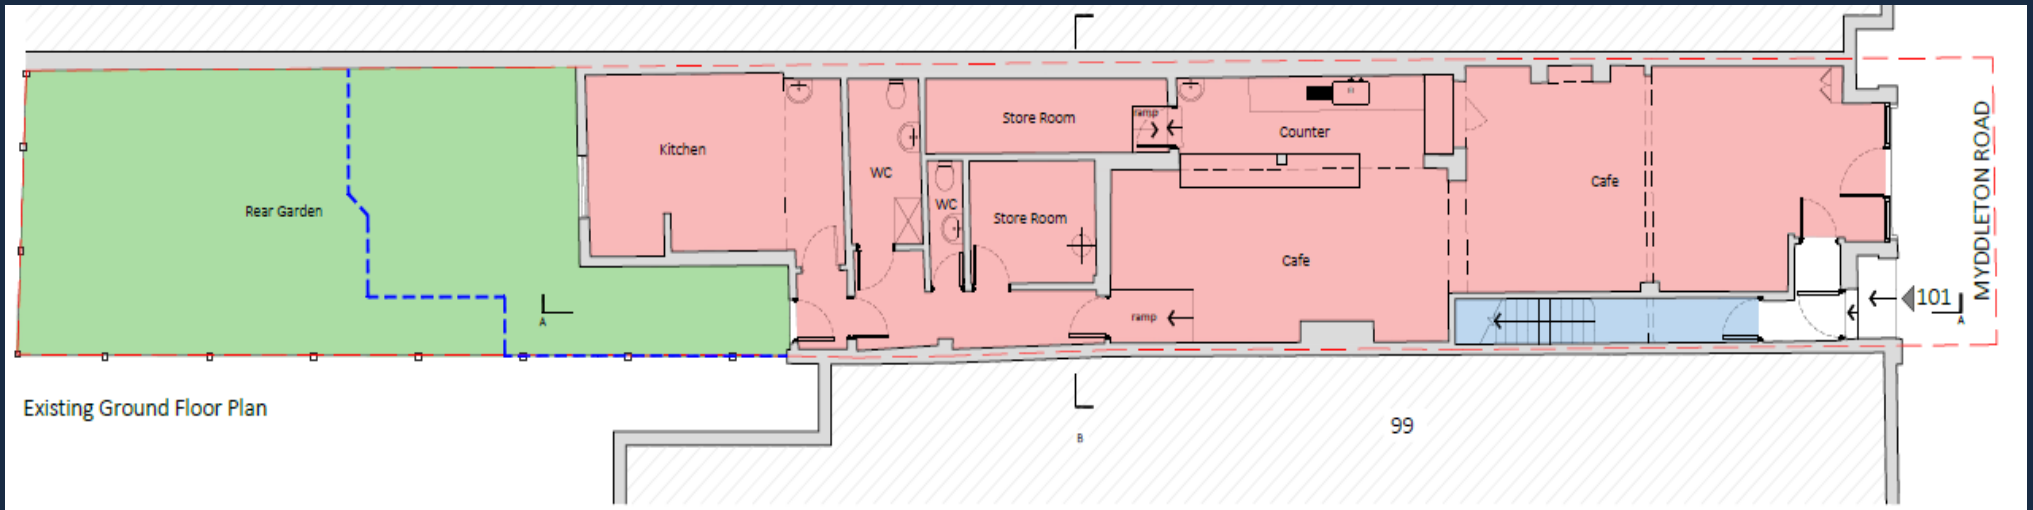 Rear Garden
Kitchen
WC
WC
Store Room
Store Room
ramp
Counter
Cafe
Cafe
ramp
MYDDLETON ROAD
101
A
A
B
99
Existing Ground Floor Plan